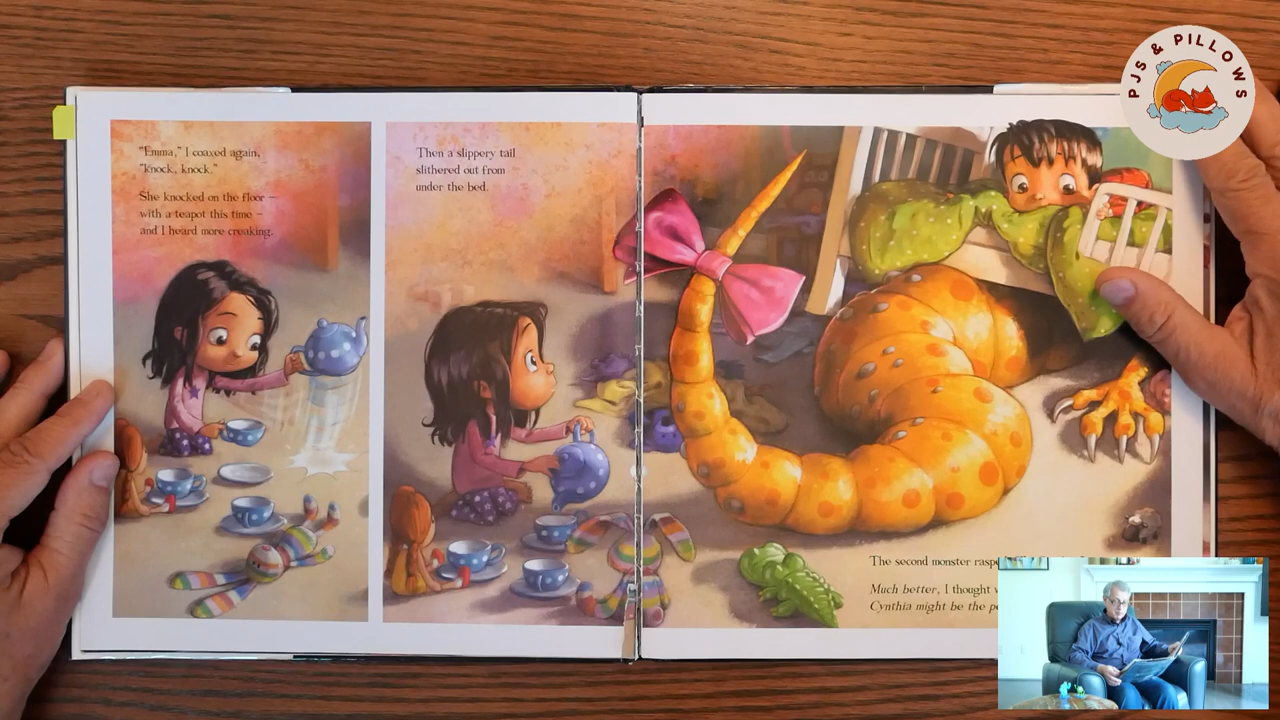 PJS & PILLOWS
"Emma," I coaxed again,
"knock, knock."
She knocked on the floor –
with a teapot this time –
and I heard more creaking.
Then a slippery tail
slithered out from
under the bed.
The second monster
Much better, I thought
Cynthia might be the